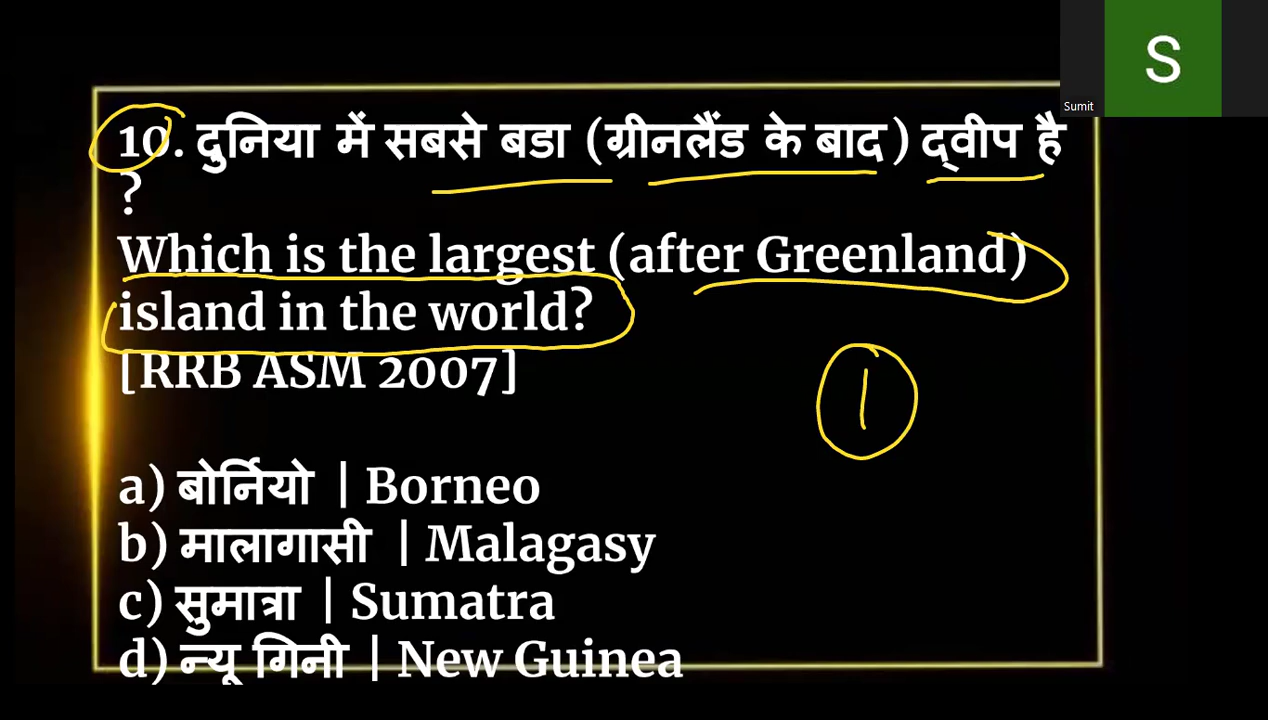 S
Sumit
10. दुनिया में सबसे बडा (ग्रीनलैंड के बाद) द्वीप है
?
Which is the largest (after Greenland)
island in the world?
[RRB ASM 2007]
1
a) बोर्नियो | Borneo
b) मालागासी | Malagasy
c) सुमात्रा | Sumatra
d) न्यू गिनी | New Guinea